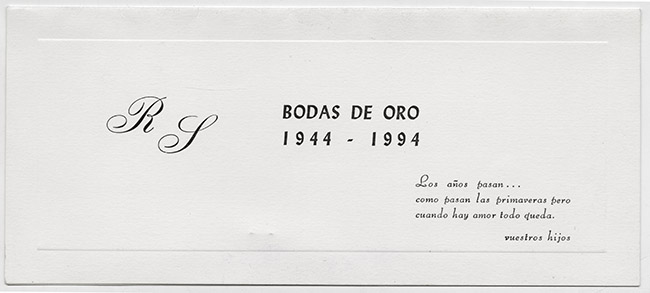 R S
BODAS DE ORO
1944 - 1994
Los años pasan...
como pasan las primaveras pero
cuando hay amor todo queda.
vuestros hijos